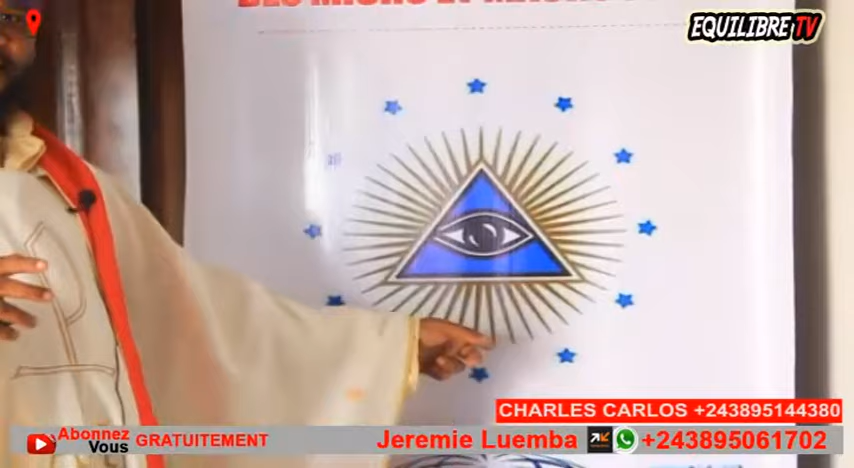 EQUILIBRE TV
CHARLES CARLOS +243895144380
Abonnez
Vous
GRATUITEMENT
Jeremie Luemba
+243895061702